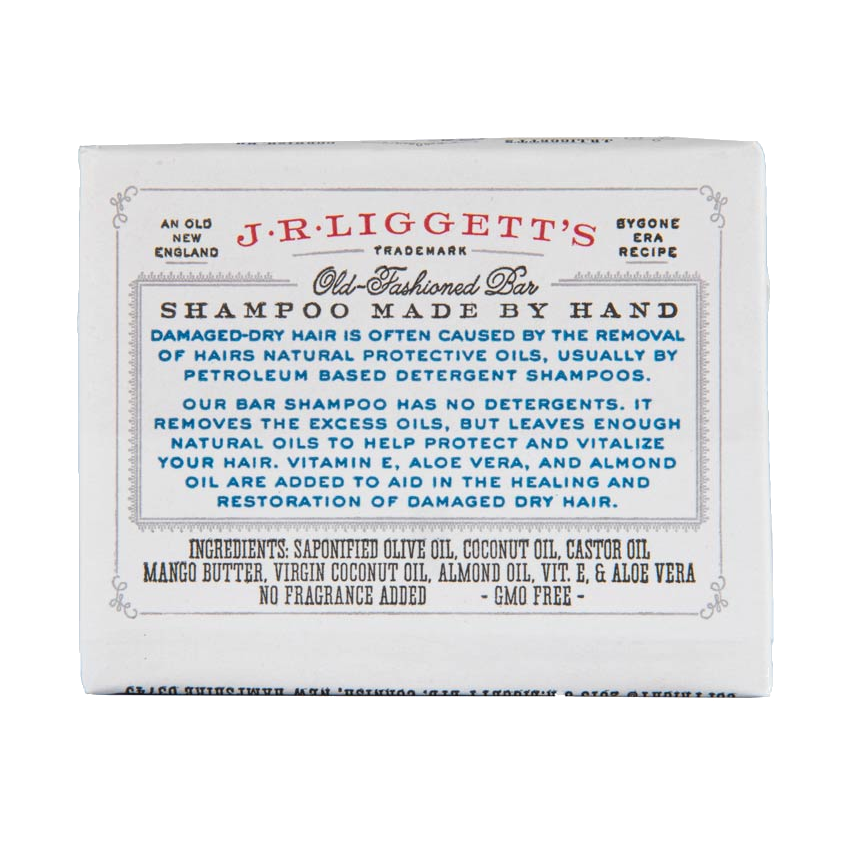 AN OLD
NEW
ENGLAND
J·R·LIGGETT'S
TRADEMARK
BYGONE
ERA
RECIPE
Old-Fashioned Bar
SHAMPOO MADE BY HAND
DAMAGED-DRY HAIR IS OFTEN CAUSED BY THE REMOVAL
OF HAIRS NATURAL PROTECTIVE OILS, USUALLY BY
PETROLEUM BASED DETERGENT SHAMPOOS.
OUR BAR SHAMPOO HAS NO DETERGENTS. IT
REMOVES THE EXCESS OILS, BUT LEAVES ENOUGH
NATURAL OILS TO HELP PROTECT AND VITALIZE
YOUR HAIR. VITAMIN E, ALOE VERA, AND ALMOND
OIL ARE ADDED TO AID IN THE HEALING AND
RESTORATION OF DAMAGED DRY HAIR.
INGREDIENTS: SAPONIFIED OLIVE OIL, COCONUT OIL, CASTOR OIL
MANGO BUTTER, VIRGIN COCONUT OIL, ALMOND OIL, VIT. E, & ALOE VERA
NO FRAGRANCE ADDED - GMO FREE -